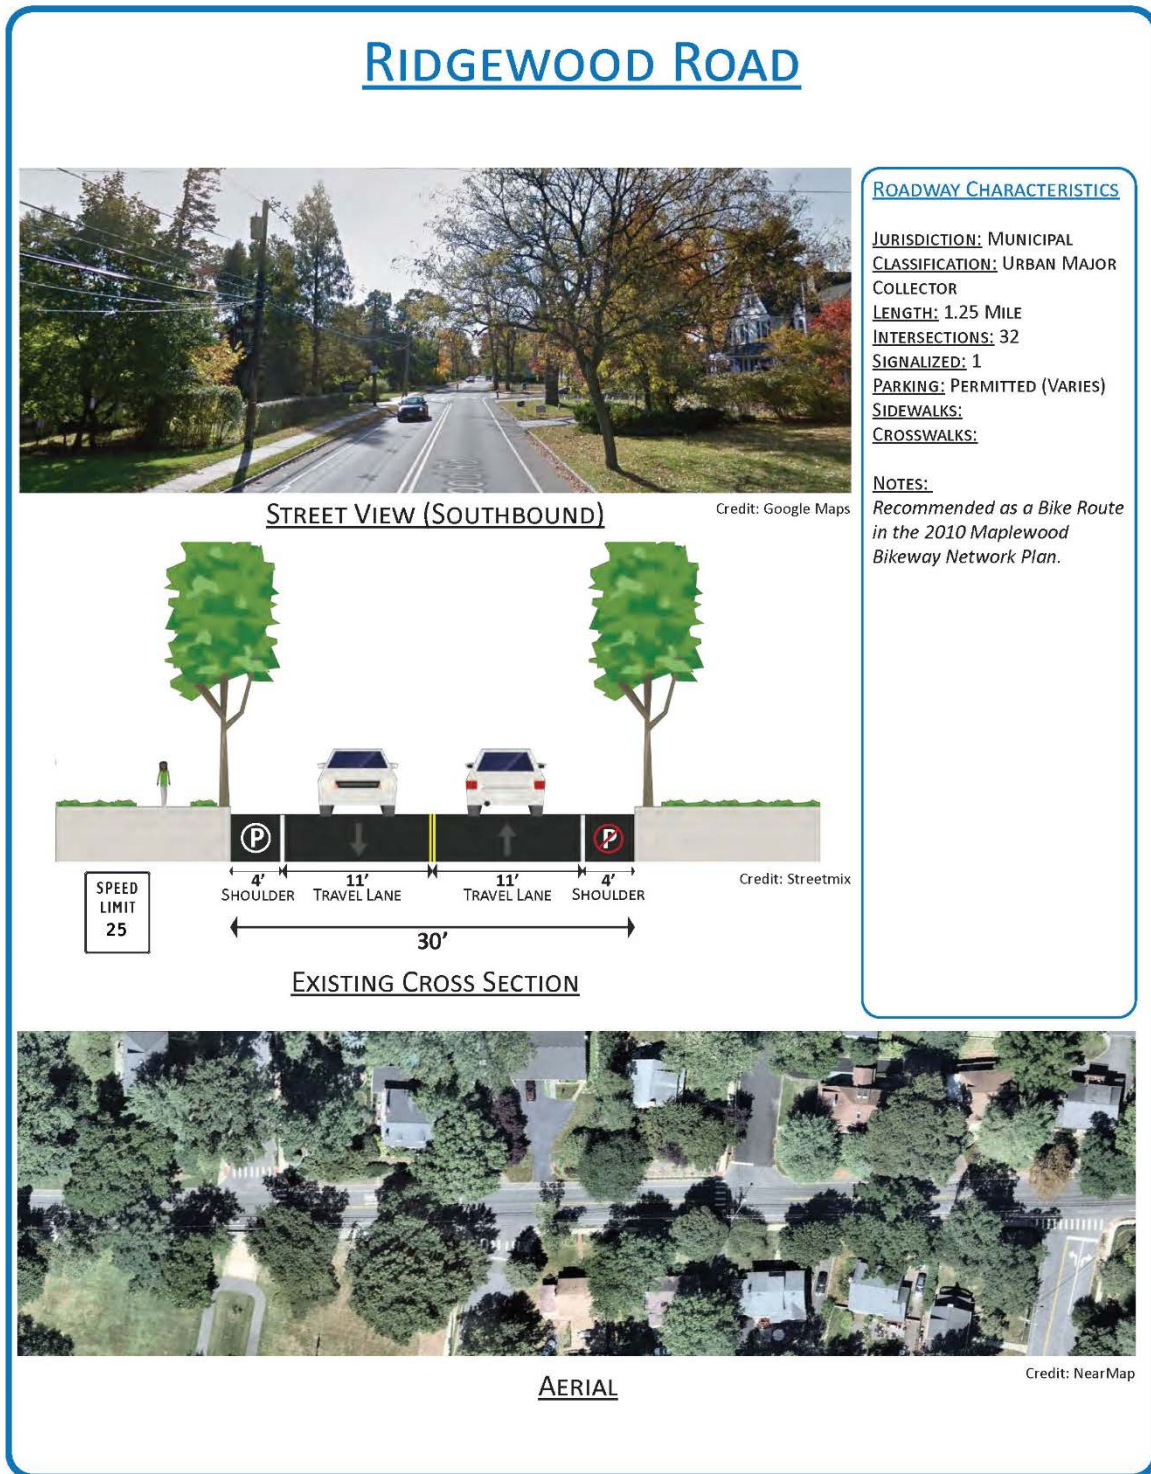 RIDGEWOOD ROAD
ROADWAY CHARACTERISTICS
JURISDICTION: MUNICIPAL
CLASSIFICATION: URBAN MAJOR
COLLECTOR
LENGTH: 1.25 MILE
INTERSECTIONS: 32
SIGNALIZED: 1
PARKING: PERMITTED (VARIES)
SIDEWALKS:
CROSSWALKS:
NOTES:
Recommended as a Bike Route
in the 2010 Maplewood
Bikeway Network Plan.
STREET VIEW (SOUTHBOUND)
Credit: Google Maps
P
P
4' 11' 11' 4'
SHOULDER TRAVEL LANE TRAVEL LANE SHOULDER
Credit: Streetmix
SPEED
LIMIT
25
30'
EXISTING CROSS SECTION
Credit: NearMap
AERIAL